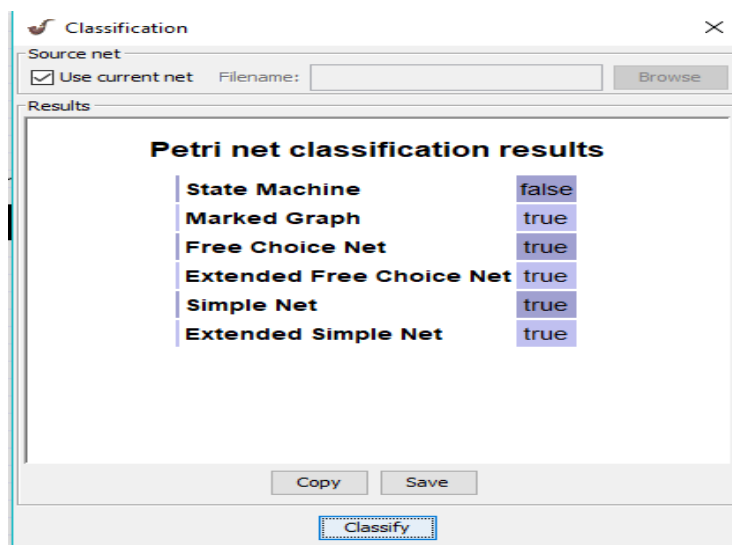 Classification
Source net
Use current net Filename: Browse
Results
Petri net classification results
State Machine false
Marked Graph true
Free Choice Net true
Extended Free Choice Net true
Simple Net true
Extended Simple Net true
Copy Save
Classify